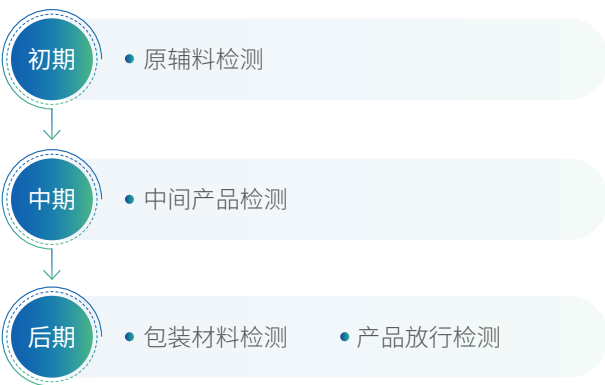 初期 • 原辅料检测
中期 • 中间产品检测
后期 • 包装材料检测 • 产品放行检测